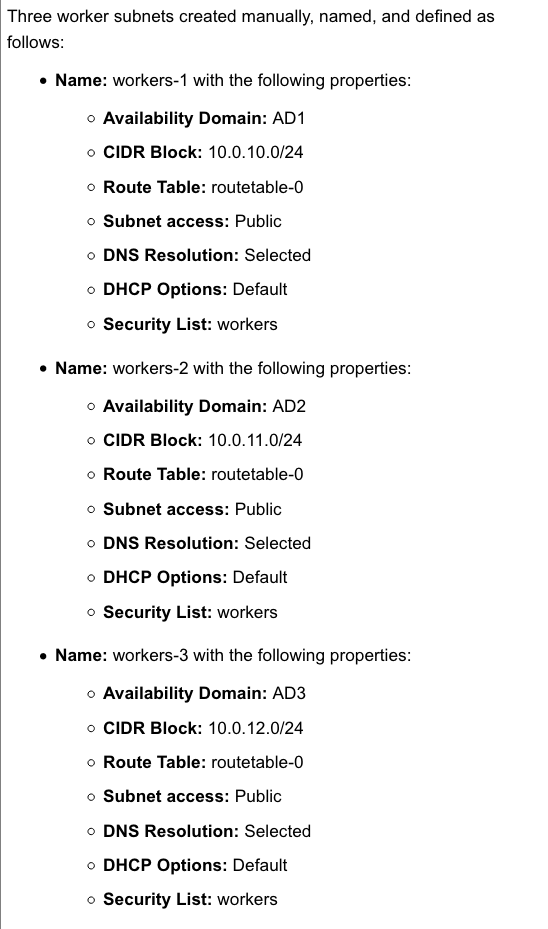 Three worker subnets created manually, named, and defined as
follows:
• Name: workers-1 with the following properties:
○ Availability Domain: AD1
○ CIDR Block: 10.0.10.0/24
○ Route Table: routetable-0
○ Subnet access: Public
○ DNS Resolution: Selected
○ DHCP Options: Default
○ Security List: workers
• Name: workers-2 with the following properties:
○ Availability Domain: AD2
○ CIDR Block: 10.0.11.0/24
○ Route Table: routetable-0
○ Subnet access: Public
○ DNS Resolution: Selected
○ DHCP Options: Default
○ Security List: workers
• Name: workers-3 with the following properties:
○ Availability Domain: AD3
○ CIDR Block: 10.0.12.0/24
○ Route Table: routetable-0
○ Subnet access: Public
○ DNS Resolution: Selected
○ DHCP Options: Default
○ Security List: workers